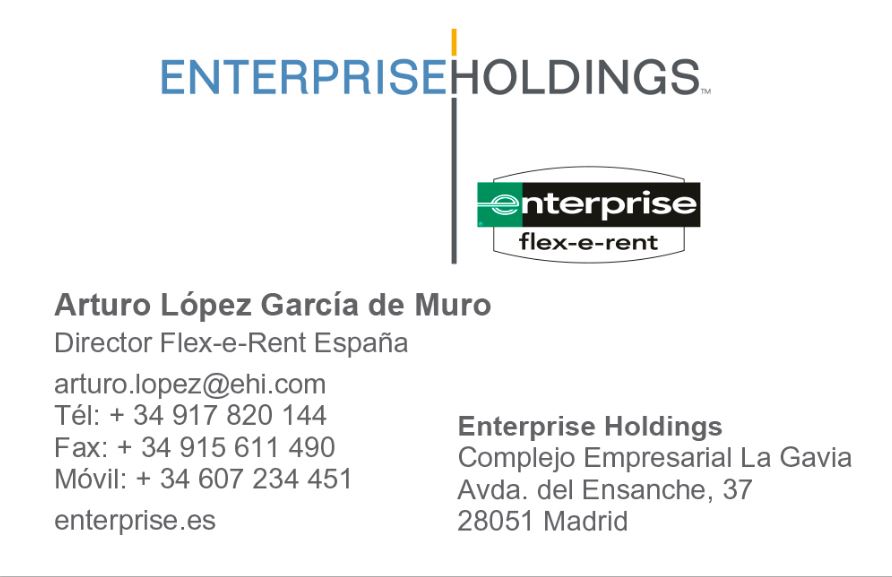 ENTERPRISEHOLDINGS™
enterprise
flex-e-rent
Arturo López García de Muro
Director Flex-e-Rent España
arturo.lopez@ehi.com
Tél: + 34 917 820 144
Fax: + 34 915 611 490
Móvil: + 34 607 234 451
enterprise.es
Enterprise Holdings
Complejo Empresarial La Gavia
Avda. del Ensanche, 37
28051 Madrid